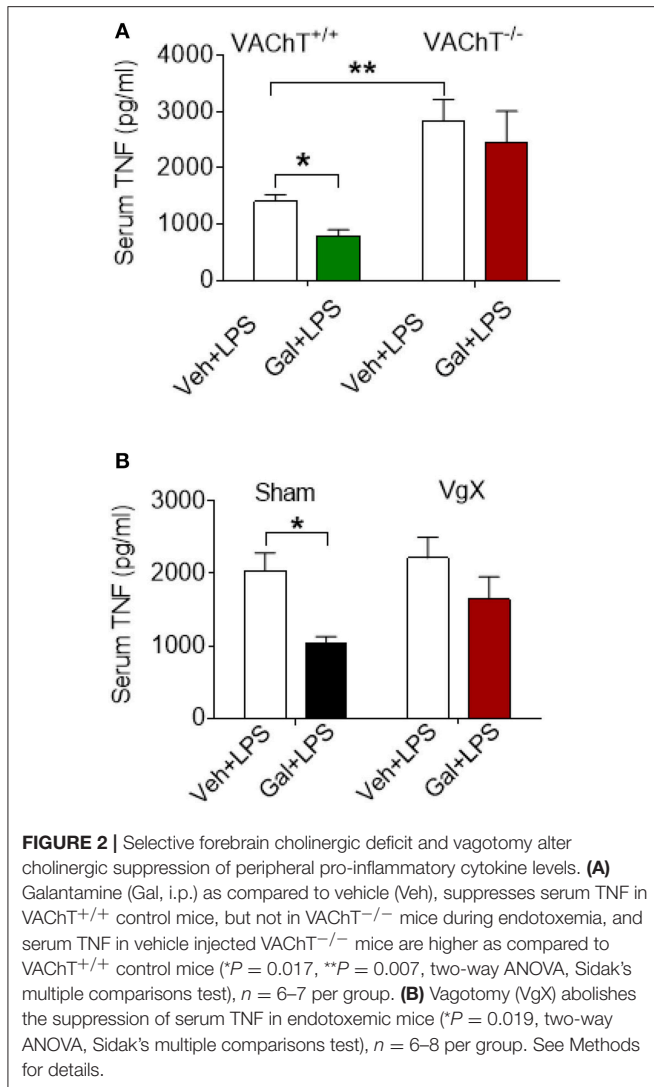 A
VAChT+/+ VAChT-/-
Serum TNF (pg/ml)
4000
3000
2000
1000
0
**
*
Veh+LPS Gal+LPS Veh+LPS Gal+LPS
B
Sham VgX
Serum TNF (pg/ml)
3000
2000
1000
0
*
Veh+LPS Gal+LPS Veh+LPS Gal+LPS
FIGURE 2 | Selective forebrain cholinergic deficit and vagotomy alter
cholinergic suppression of peripheral pro-inflammatory cytokine levels. (A)
Galantamine (Gal, i.p.) as compared to vehicle (Veh), suppresses serum TNF in
VAChT+/+ control mice, but not in VAChT−/− mice during endotoxemia, and
serum TNF in vehicle injected VAChT−/− mice are higher as compared to
VAChT+/+ control mice (*P = 0.017, **P = 0.007, two-way ANOVA, Sidak's
multiple comparisons test), n = 6–7 per group. (B) Vagotomy (VgX) abolishes
the suppression of serum TNF in endotoxemic mice (*P = 0.019, two-way
ANOVA, Sidak's multiple comparisons test), n = 6–8 per group. See Methods
for details.